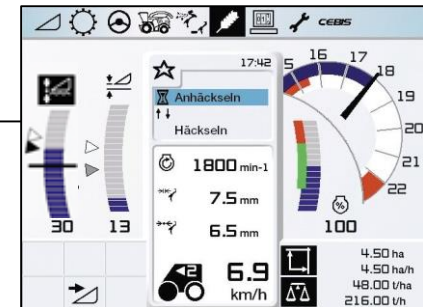 CEBIS
17:42
Anhäckseln
Häckseln
1800 min-1
7.5 mm
6.5 mm
2
6.9
km/h
30
13
15 16 17 18 19 20 21 22
%
100
4.50 ha
4.50 ha/h
48.00 t/ha
216.00 t/h